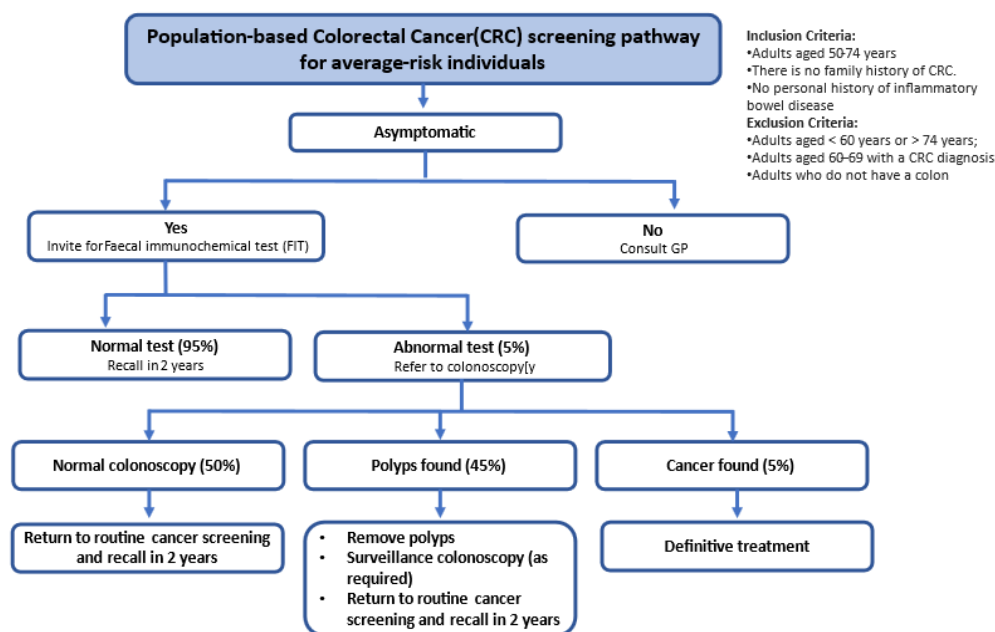 Population-based Colorectal Cancer(CRC) screening pathway
for average-risk individuals
Inclusion Criteria:
•Adults aged 50-74 years
•There is no family history of CRC.
•No personal history of inflammatory
bowel disease
Exclusion Criteria:
•Adults aged < 60 years or > 74 years;
•Adults aged 60-69 with a CRC diagnosis
•Adults who do not have a colon
Asymptomatic
Yes
Invite for Faecal immunochemical test (FIT)
No
Consult GP
Normal test (95%)
Recall in 2 years
Abnormal test (5%)
Refer to colonoscopy[y
Normal colonoscopy (50%)
Polyps found (45%)
Cancer found (5%)
Return to routine cancer screening
and recall in 2 years
• Remove polyps
• Surveillance colonoscopy (as
required)
• Return to routine cancer
screening and recall in 2 years
Definitive treatment